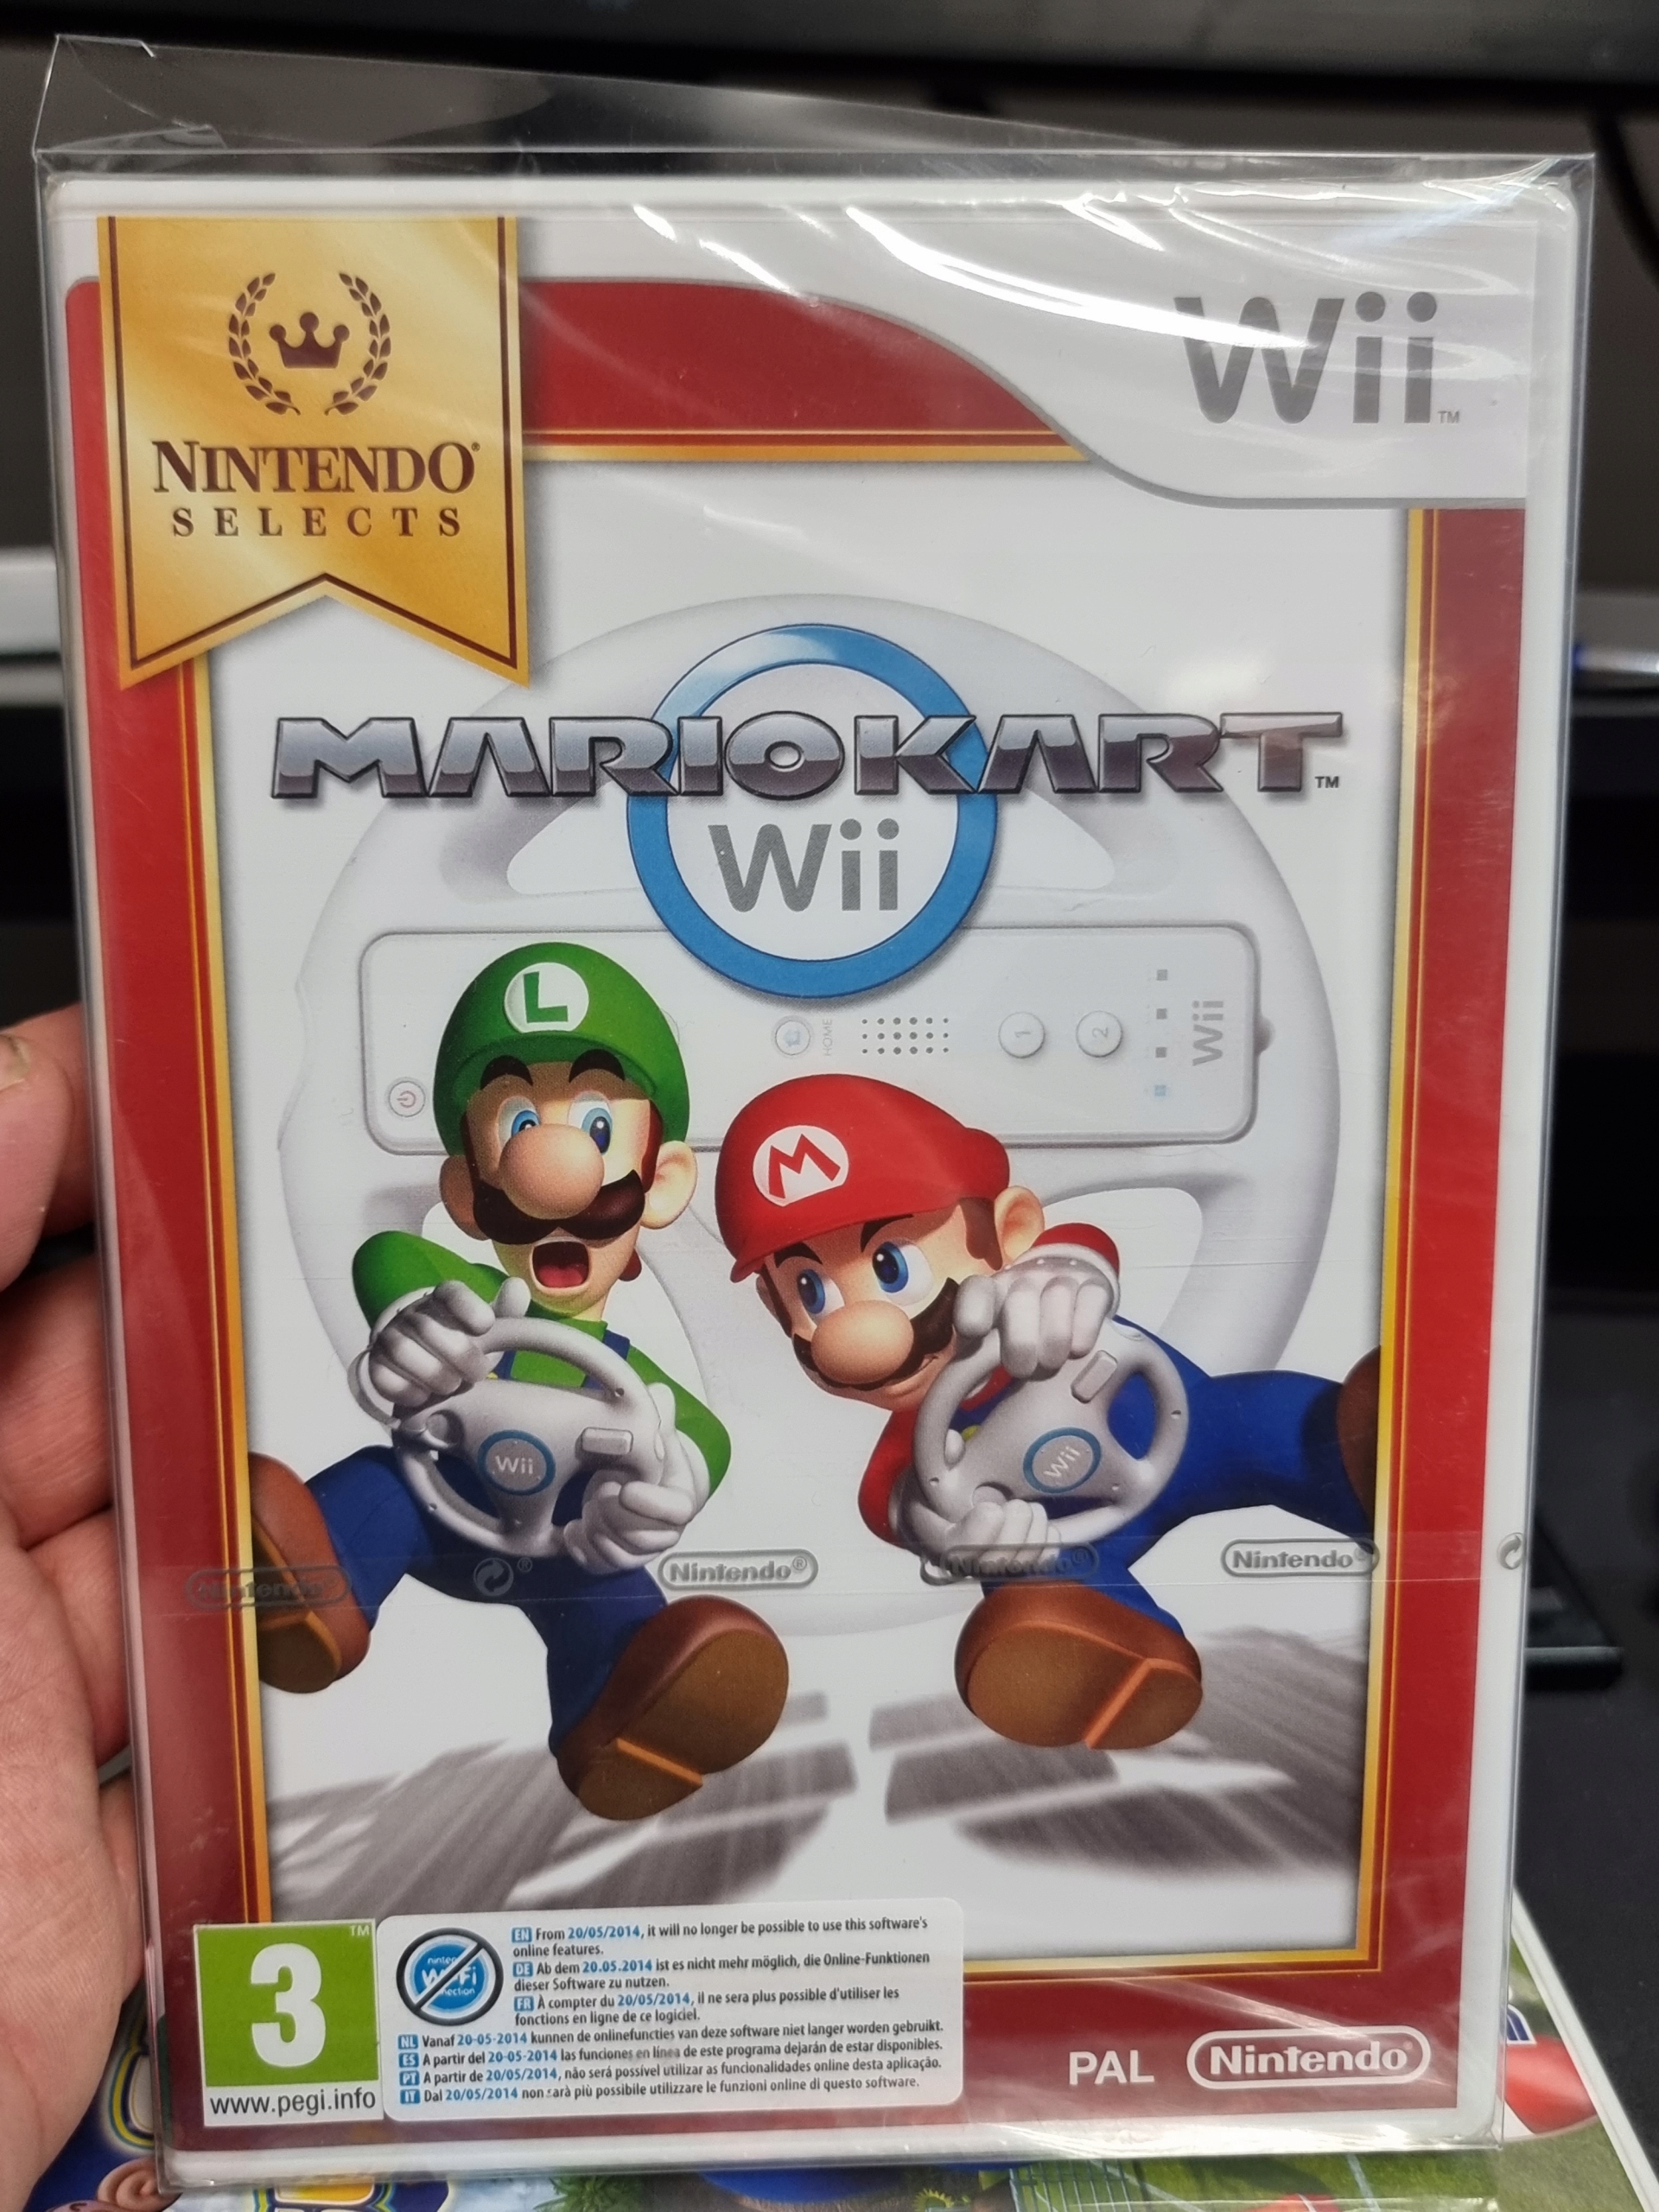 NINTENDO®
SELECTS
Wii™
MARIOKART™
Wii
HOME
1
2
Wii
L
M
Wii
Wii
Nintendo®
Nintendo®
Nintendo®
Nintendo®
3™
www.pegi.info
EN From 20/05/2014, it will no longer be possible to use this software's
online features.
DE Ab dem 20.05.2014 ist es nicht mehr möglich, die Online-Funktionen
dieser Software zu nutzen.
FR À compter du 20/05/2014, il ne sera plus possible d'utiliser les
fonctions en ligne de ce logiciel.
NL Vanaf 20-05-2014 kunnen de onlinefuncties van deze software niet langer worden gebruikt.
ES A partir del 20-05-2014 las funciones en línea de este programa dejarán de estar disponibles.
PT A partir de 20/05/2014, não será possível utilizar as funcionalidades online desta aplicação.
IT Dal 20/05/2014 non sarà più possibile utilizzare le funzioni online di questo software.
PAL
Nintendo®